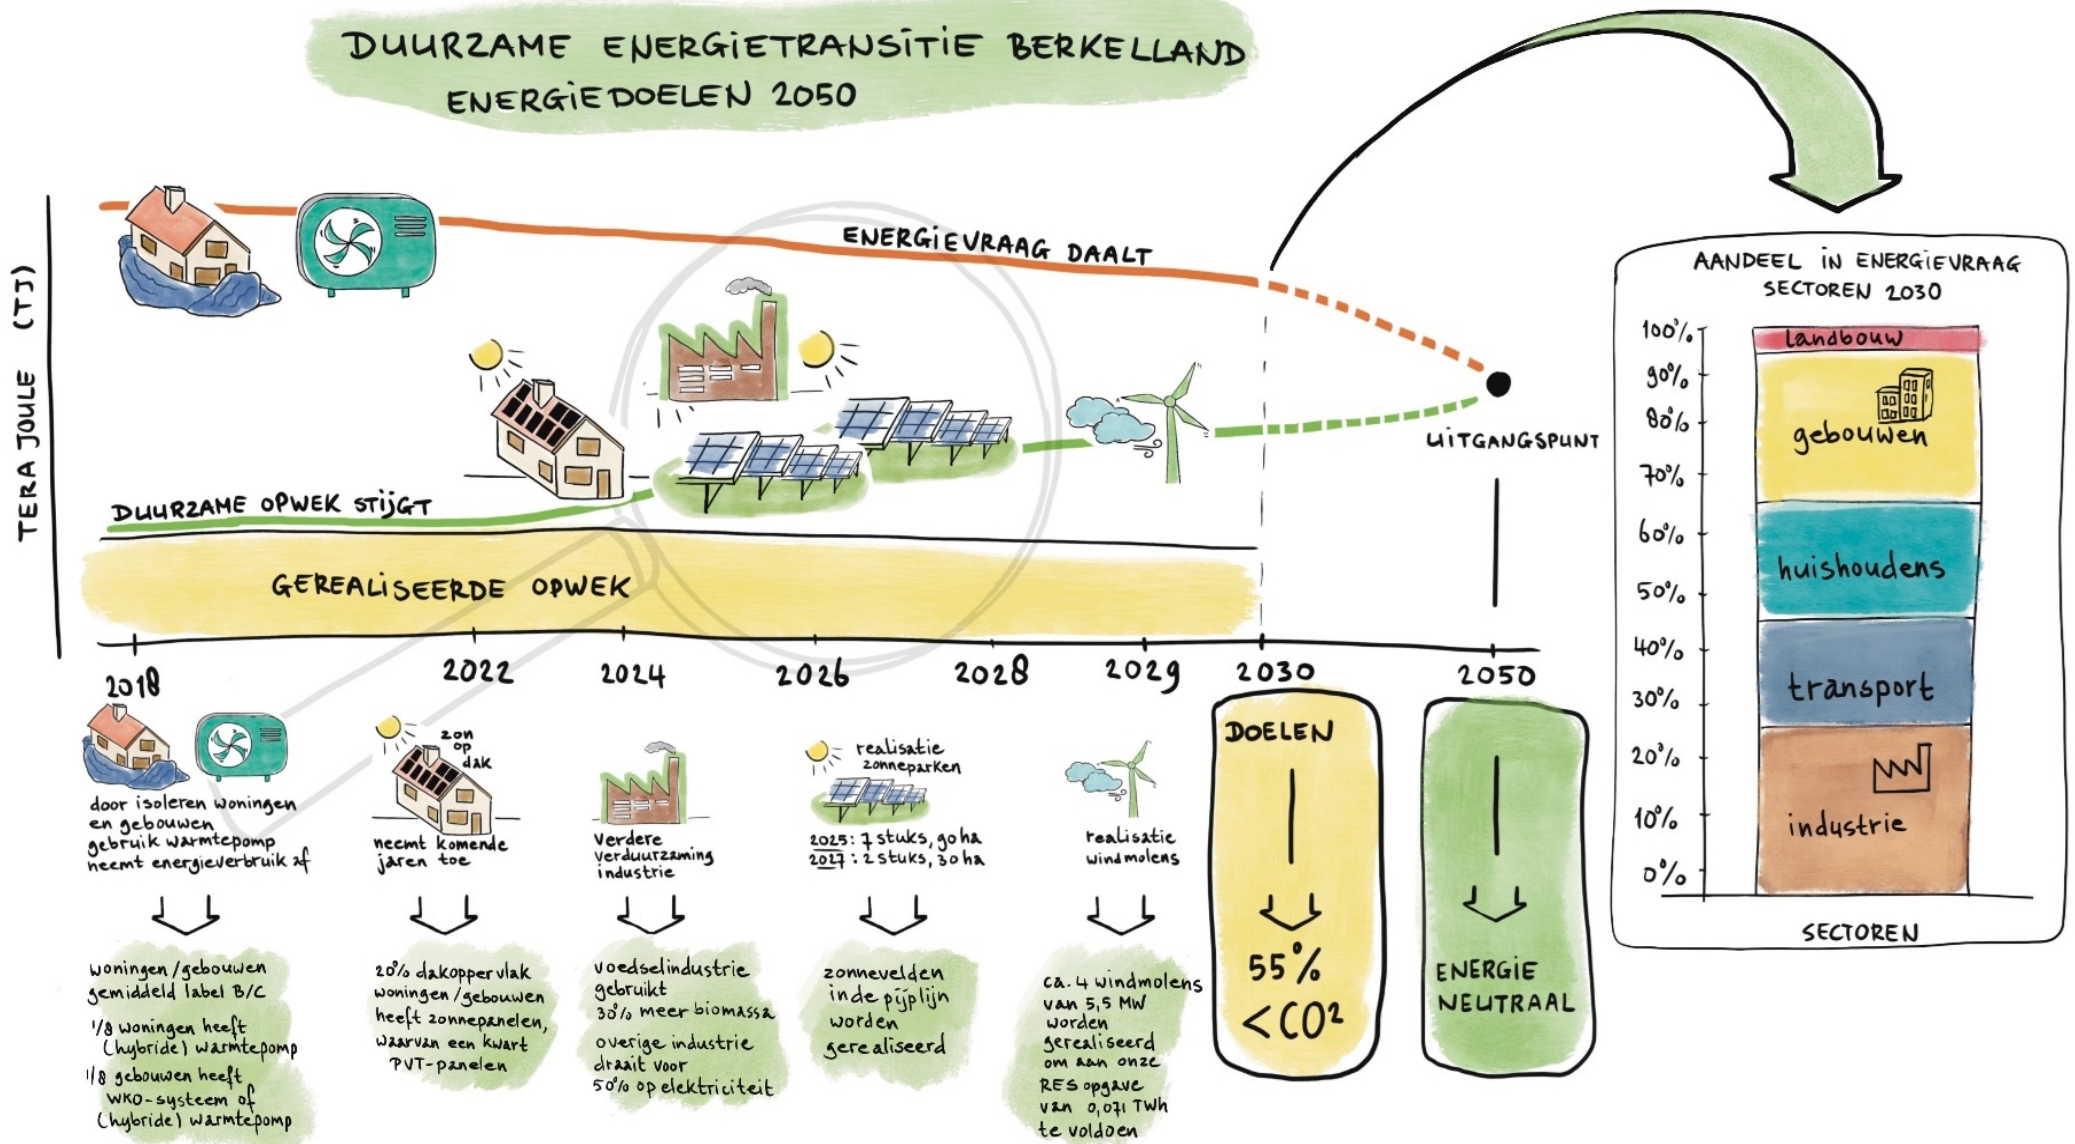 DUURZAME ENERGIETRANSITIE BERKELLAND
ENERGIEDOELEN 2050
TERA JOULE (TJ)
ENERGIEVRAAG DAALT
DUURZAME OPWEK STIJGT
UITGANGSPUNT
GEREALISEERDE OPWEK
2018
2022
2024
2026
2028
2029
2030
2050
door isoleren woningen
en gebouwen
gebruik warmtepomp
neemt energieverbruik af
woningen/gebouwen
gemiddeld label B/C
1/8 woningen heeft
(hybride) warmtepomp
1/8 gebouwen heeft
WKO-systeem of
(hybride) warmtepomp
zon
op
dak
neemt komende
jaren toe
20% dakoppervlak
woningen/gebouwen
heeft zonnepanelen,
waarvan een kwart
PVT-panelen
verdere
verduurzaming
industrie
voedselindustrie
gebruikt
30% meer biomassa
overige industrie
draait voor
50% op elektriciteit
realisatie
zonneparken
2025: 7 stuks, 90 ha
2027: 2 stuks, 30 ha
zonnevelden
in de pijplijn
worden
gerealiseerd
realisatie
windmolens
ca. 4 windmolens
van 5,5 MW
worden
gerealiseerd
om aan onze
RES opgave
van 0,071 TWh
te voldoen
DOELEN
55%
<CO²
ENERGIE
NEUTRAAL
AANDEEL IN ENERGIEVRAAG
SECTOREN 2030
100%
90%
80%
70%
60%
50%
40%
30%
20%
10%
0%
landbouw
gebouwen
huishoudens
transport
industrie
SECTOREN